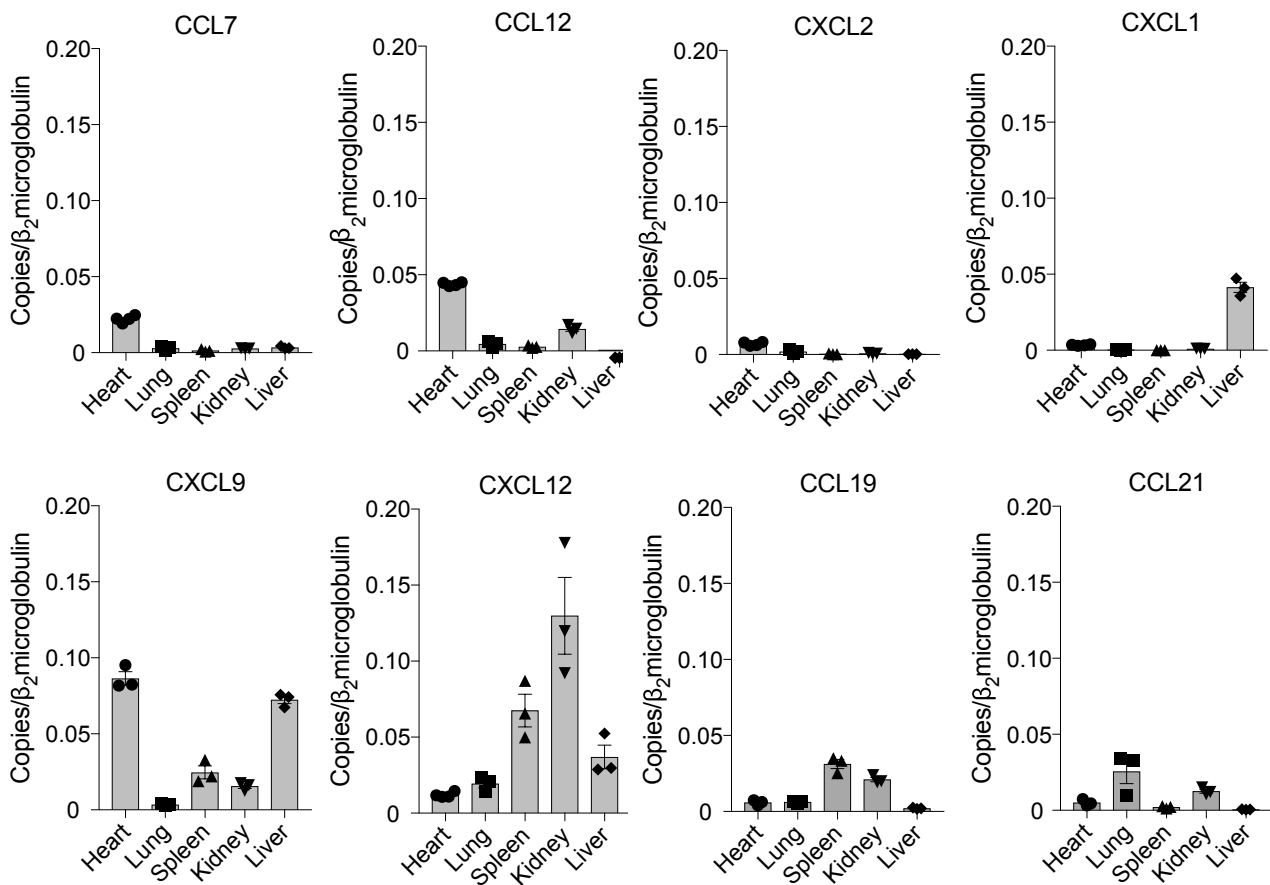 CCL7
Copies/β₂microglobulin
0.20
0.15
0.10
0.05
0
Heart
Lung
Spleen
Kidney
Liver
CCL12
Copies/β₂microglobulin
0.20
0.15
0.10
0.05
0
Heart
Lung
Spleen
Kidney
Liver
CXCL2
Copies/β₂microglobulin
0.20
0.15
0.10
0.05
0
Heart
Lung
Spleen
Kidney
Liver
CXCL1
Copies/β₂microglobulin
0.20
0.15
0.10
0.05
0
Heart
Lung
Spleen
Kidney
Liver
CXCL9
Copies/β₂microglobulin
0.20
0.15
0.10
0.05
0
Heart
Lung
Spleen
Kidney
Liver
CXCL12
Copies/β₂microglobulin
0.20
0.15
0.10
0.05
0
Heart
Lung
Spleen
Kidney
Liver
CCL19
Copies/β₂microglobulin
0.20
0.15
0.10
0.05
0
Heart
Lung
Spleen
Kidney
Liver
CCL21
Copies/β₂microglobulin
0.20
0.15
0.10
0.05
0
Heart
Lung
Spleen
Kidney
Liver